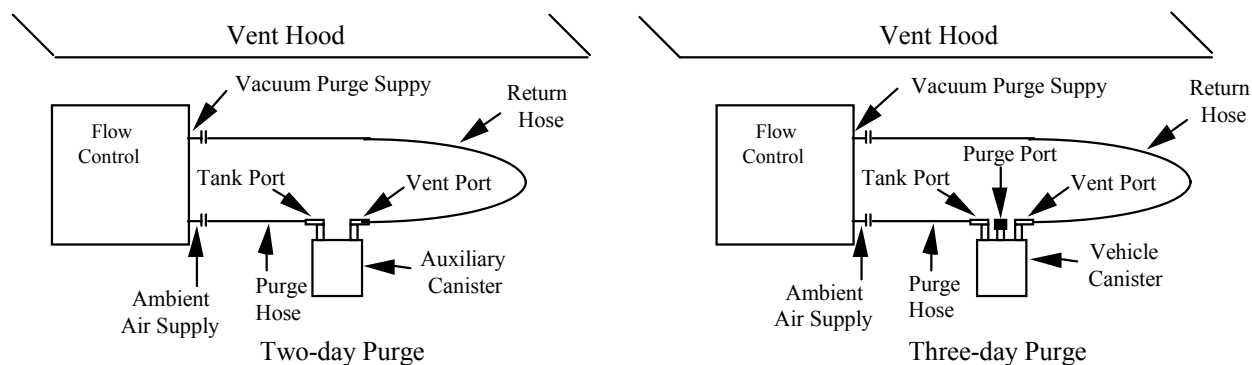 Vent Hood
Vacuum Purge Suppy
Return
Hose
Flow
Control
Tank Port
Vent Port
Ambient
Air Supply
Purge
Hose
Auxiliary
Canister
Two-day Purge
Vent Hood
Vacuum Purge Suppy
Return
Hose
Flow
Control
Purge Port
Tank Port
Vent Port
Ambient
Air Supply
Purge
Hose
Vehicle
Canister
Three-day Purge